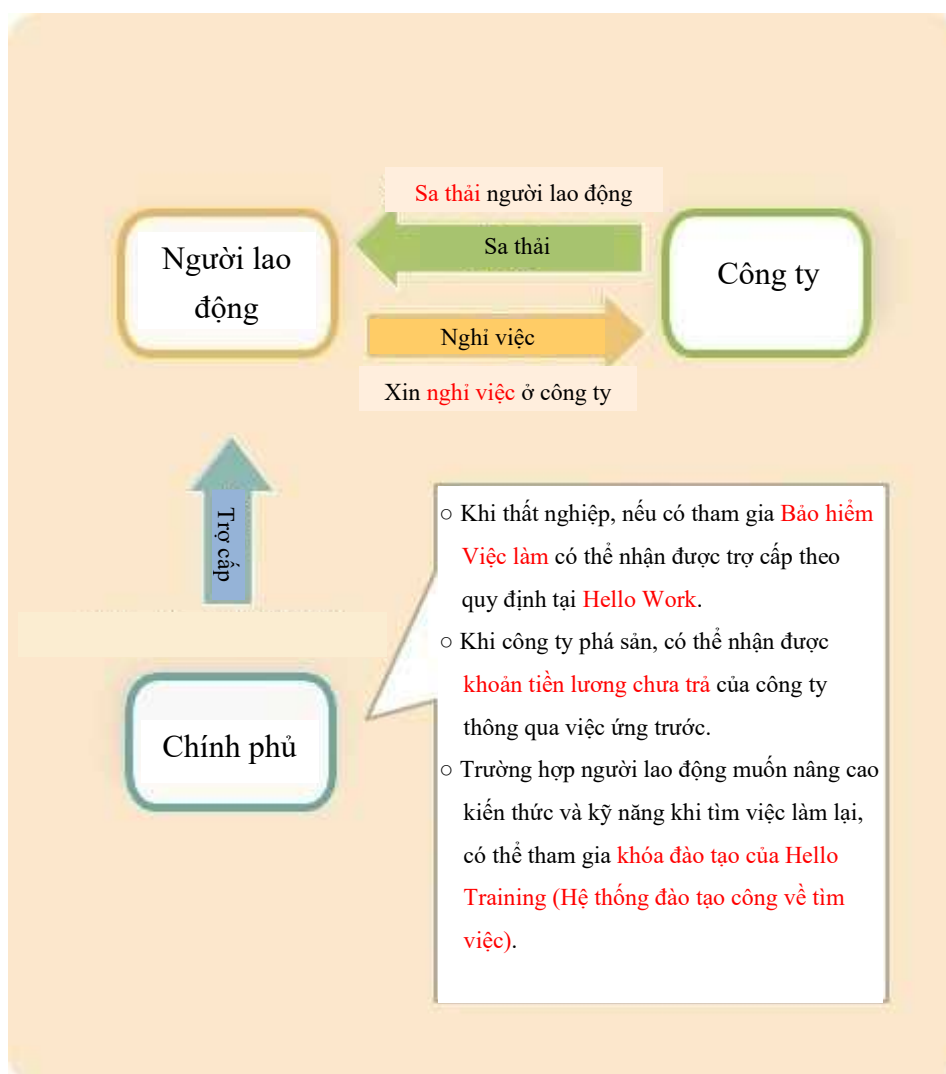 Sa thải người lao động
Sa thải
Người lao
động
Công ty
Nghỉ việc
Xin nghỉ việc ở công ty
Trợ cấp
Chính phủ
○ Khi thất nghiệp, nếu có tham gia Bảo hiểm
Việc làm có thể nhận được trợ cấp theo
quy định tại Hello Work.
○ Khi công ty phá sản, có thể nhận được
khoản tiền lương chưa trả của công ty
thông qua việc ứng trước.
○ Trường hợp người lao động muốn nâng cao
kiến thức và kỹ năng khi tìm việc làm lại,
có thể tham gia khóa đào tạo của Hello
Training (Hệ thống đào tạo công về tìm
việc).